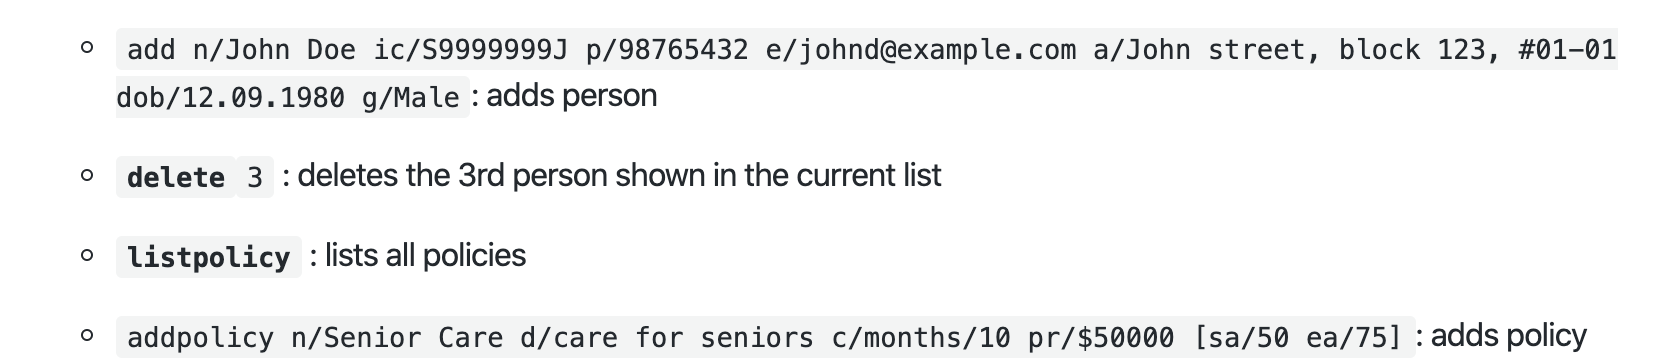 add n/John Doe ic/S9999999J p/98765432 e/johnd@example.com a/John street, block 123, #01-01
dob/12.09.1980 g/Male : adds person
delete 3 : deletes the 3rd person shown in the current list
listpolicy : lists all policies
addpolicy n/Senior Care d/care for seniors c/months/10 pr/$50000 [sa/50 ea/75] : adds policy